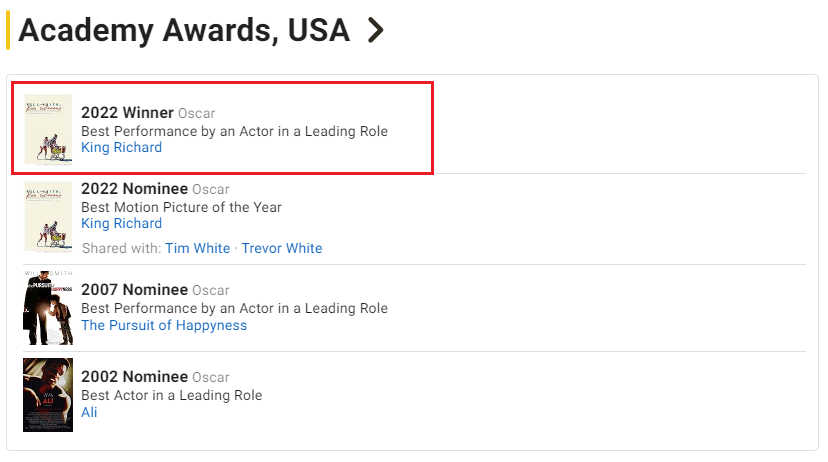 Academy Awards, USA
2022 Winner Oscar
Best Performance by an Actor in a Leading Role
King Richard
2022 Nominee Oscar
Best Motion Picture of the Year
King Richard
Shared with: Tim White · Trevor White
WILL SMITH
2007 Nominee Oscar
Best Performance by an Actor in a Leading Role
The Pursuit of Happyness
2002 Nominee Oscar
Best Actor in a Leading Role
Ali
ALI